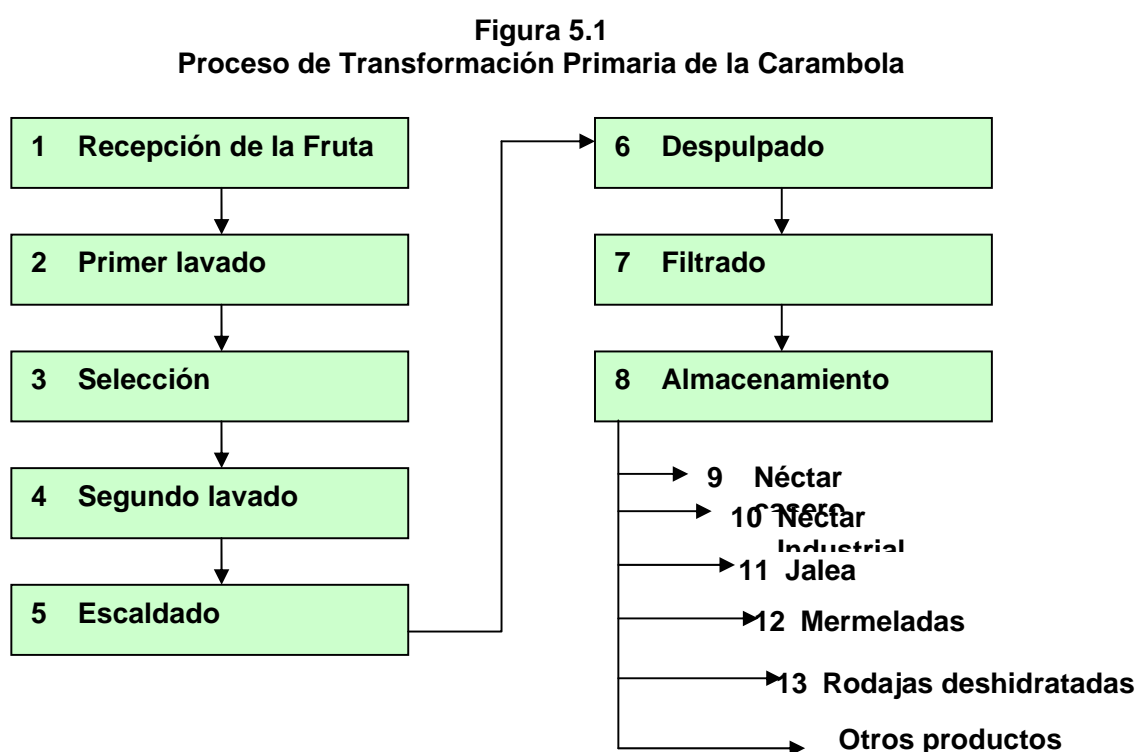 Figura 5.1
Proceso de Transformación Primaria de la Carambola
1 Recepción de la Fruta
2 Primer lavado
3 Selección
4 Segundo lavado
5 Escaldado
6 Despulpado
7 Filtrado
8 Almacenamiento
9 Néctar
casero
10 Néctar
Industrial
11 Jalea
12 Mermeladas
13 Rodajas deshidratadas
Otros productos